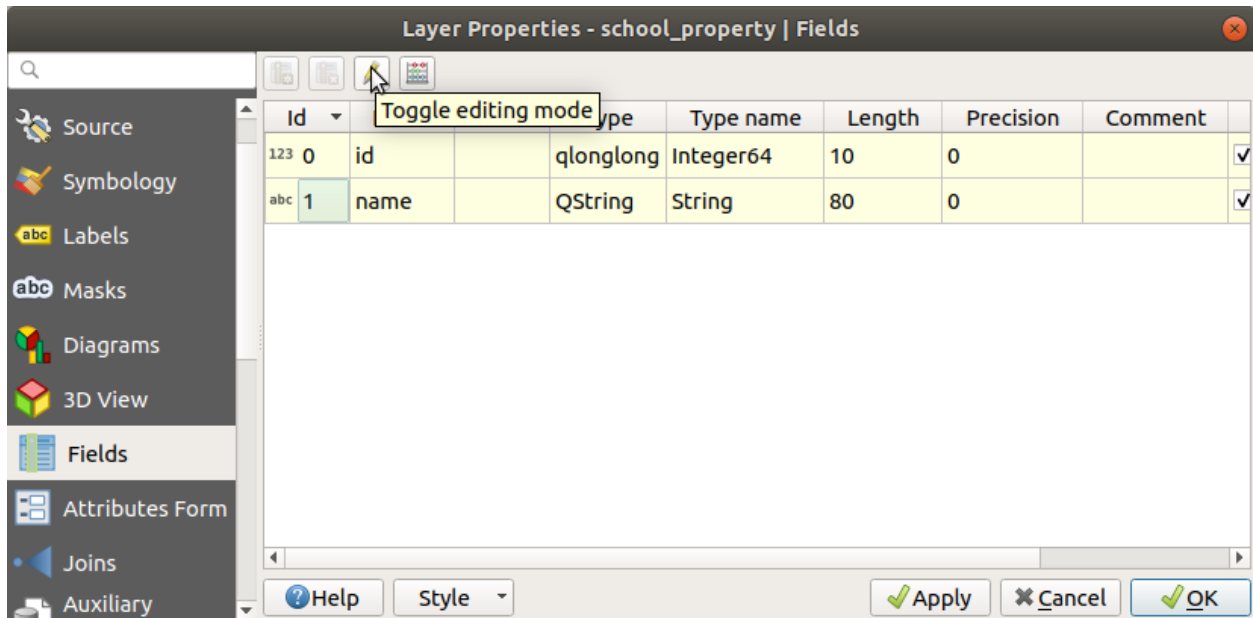 Layer Properties - school_property | Fields
Toggle editing mode
Id Type name Length Precision Comment
123 0 id qlonglong Integer64 10 0
abc 1 name QString String 80 0
Source
Symbology
abc Labels
abc Masks
Diagrams
3D View
Fields
Attributes Form
Joins
Auxiliary
Help Style Apply Cancel OK